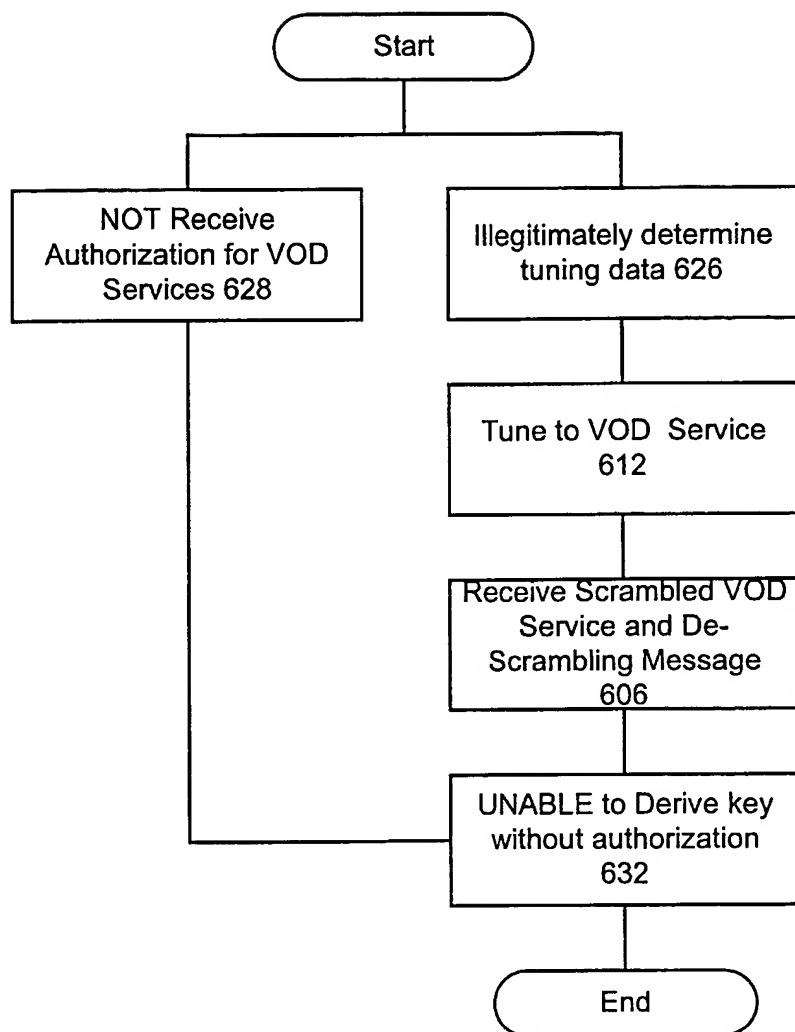 Start
NOT Receive
Authorization for VOD
Services 628
Illegitimately determine
tuning data 626
Tune to VOD Service
612
Receive Scrambled VOD
Service and De-
Scrambling Message
606
UNABLE to Derive key
without authorization
632
End